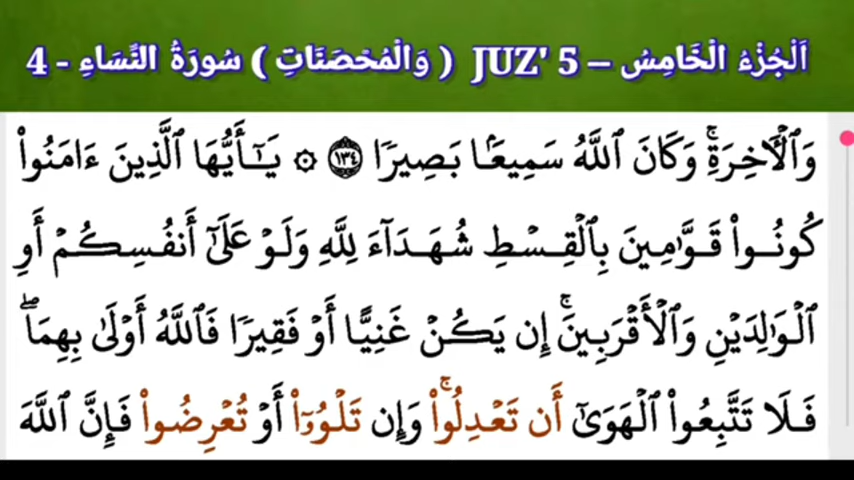 اَلْجُزْءُ الْخَامِسُ – JUZ' 5 ( وَالْمُحْصَنَاتِ ) سُورَةُ النِّسَاءِ - 4
وَٱلْأٓخِرَةِۚ وَكَانَ ٱللَّهُ سَمِيعَۢا بَصِيرٗا ١٣٤ ۞ يَـٰٓأَيُّهَا ٱلَّذِينَ ءَامَنُواْ
كُونُواْ قَوَّٰمِينَ بِٱلْقِسْطِ شُهَدَآءَ لِلَّهِ وَلَوْ عَلَىٰٓ أَنفُسِكُمْ أَوِ
ٱلْوَٰلِدَيْنِ وَٱلْأَقْرَبِينَۚ إِن يَكُنْ غَنِيًّا أَوْ فَقِيرٗا فَٱللَّهُ أَوْلَىٰ بِهِمَاۖ
فَلَا تَتَّبِعُواْ ٱلْهَوَىٰٓ أَن تَعْدِلُواْۚ وَإِن تَلْوُۥٓاْ أَوْ تُعْرِضُواْ فَإِنَّ ٱللَّهَ